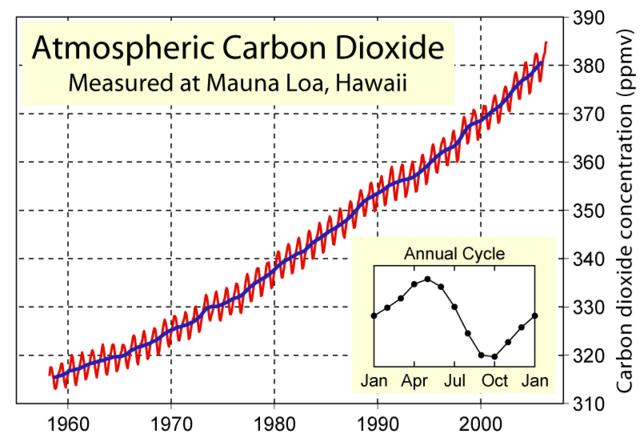 Atmospheric Carbon Dioxide
Measured at Mauna Loa, Hawaii
390
380
370
360
350
340
330
320
310
Carbon dioxide concentration (ppmv)
Annual Cycle
Jan Apr Jul Oct Jan
1960 1970 1980 1990 2000